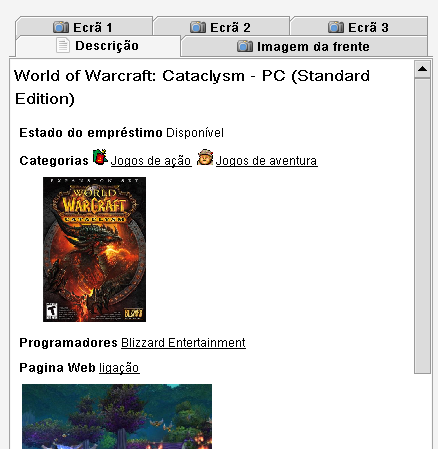 Ecrã 1
Ecrã 2
Ecrã 3
Descrição
Imagem da frente
World of Warcraft: Cataclysm - PC (Standard
Edition)
Estado do empréstimo Disponível
Categorias Jogos de ação Jogos de aventura
EXPANSION SET
WORLD
WARCRAFT
CATACLYSM
BLIZZARD
Programadores Blizzard Entertainment
Pagina Web ligação